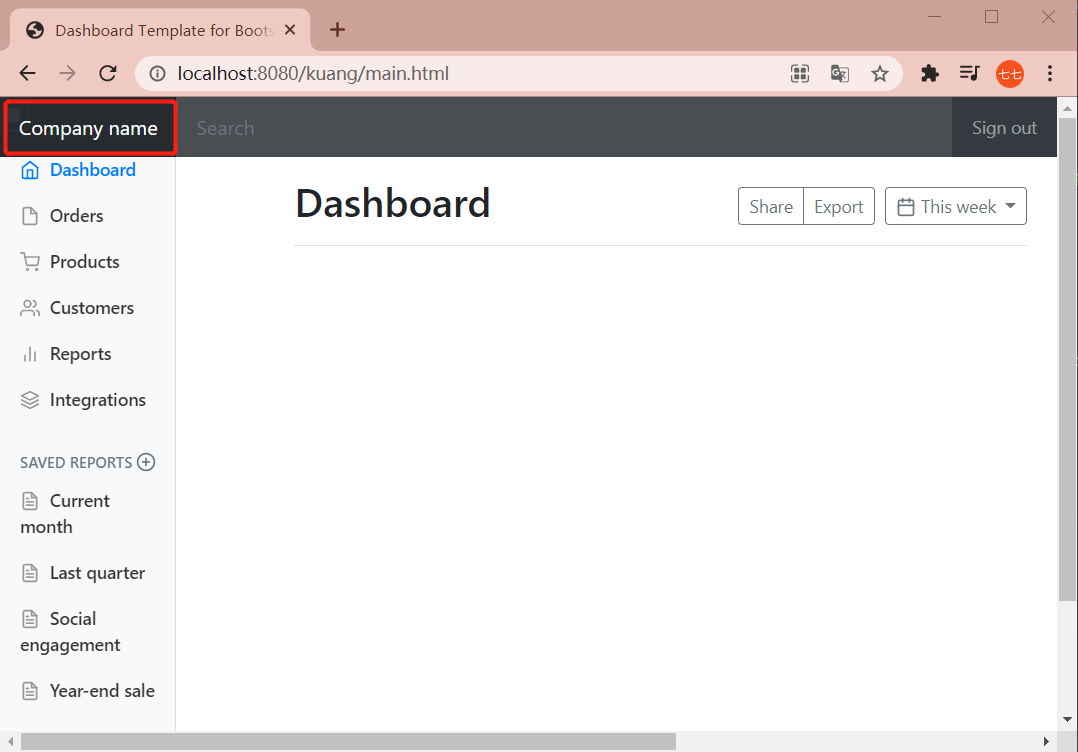 Dashboard Template for Boots
localhost:8080/kuang/main.html
七七
Company name
Search
Sign out
Dashboard
Orders
Products
Customers
Reports
Integrations
SAVED REPORTS
Current
month
Last quarter
Social
engagement
Year-end sale
Dashboard
Share
Export
This week